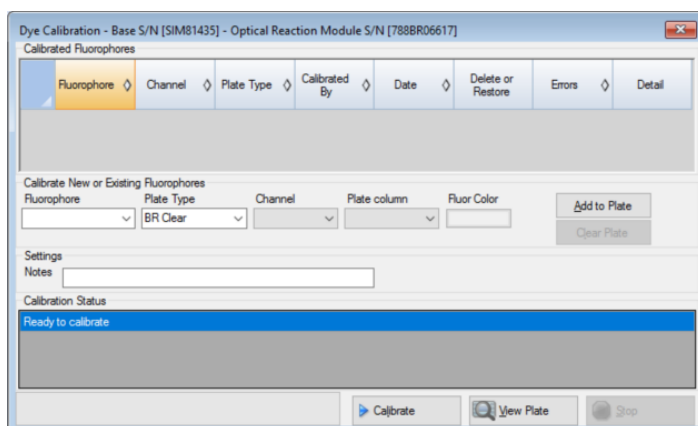 Dye Calibration - Base S/N [SIM81435] - Optical Reaction Module S/N [788BR06617]
Calibrated Fluorophores
Fluorophore Channel Plate Type Calibrated By Date Delete or Restore Errors Detail
Calibrate New or Existing Fluorophores
Fluorophore Plate Type Channel Plate column Fluor Color
BR Clear
Add to Plate
Clear Plate
Settings
Notes
Calibration Status
Ready to calibrate
Calibrate View Plate Stop